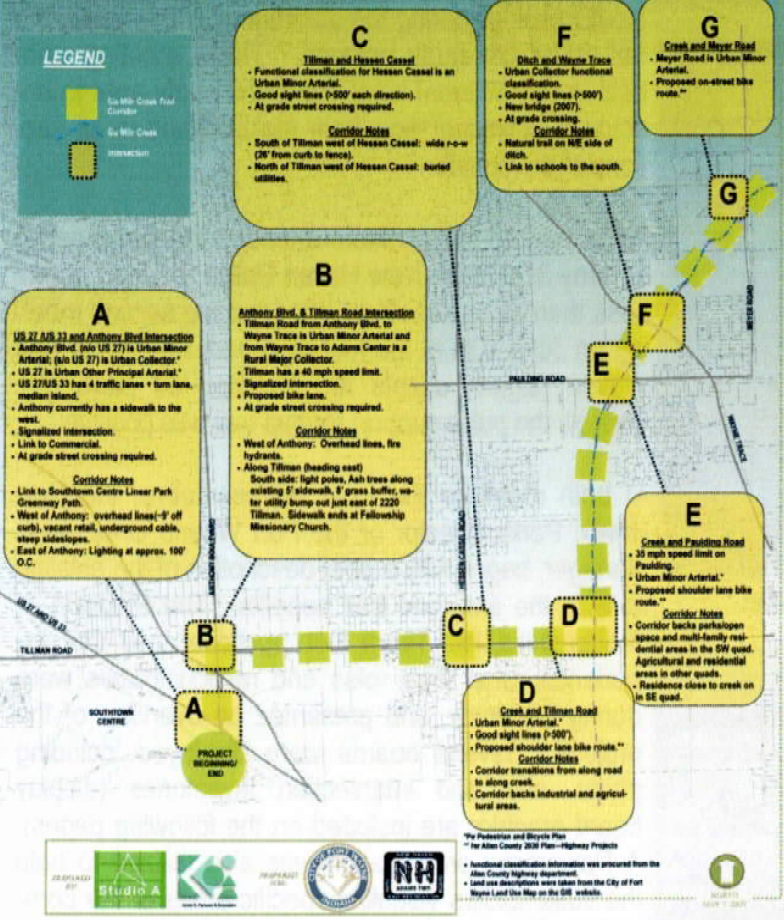 LEGEND
Six Mile Creek Trail
Corridor
Six Mile Creek
Intersection
C
Tillman and Hessen Cassel
• Functional classification for Hessen Cassel is an
Urban Minor Arterial.
• Good sight lines (>500' each direction).
• At grade street crossing required.
Corridor Notes
• South of Tillman west of Hessen Cassel: wide r-o-w
(26' from curb to fence).
• North of Tillman west of Hessen Cassel: buried
utilities.
F
Ditch and Wayne Trace
• Urban Collector functional
classification.
• Good sight lines (>500')
• New bridge (2007).
• At grade crossing.
Corridor Notes
• Natural trail on N/E side of
ditch.
• Link to schools to the south.
G
Creek and Meyer Road
• Meyer Road is Urban Minor
Arterial.
• Proposed on-street bike
route.**
B
Anthony Blvd. & Tillman Road Intersection
• Tillman Road from Anthony Blvd. to
Wayne Trace is Urban Minor Arterial and
from Wayne Trace to Adams Center is a
Rural Major Collector.
• Tillman has a 40 mph speed limit.
• Signalized intersection.
• Proposed bike lane.
• At grade street crossing required.
Corridor Notes
• West of Anthony: Overhead lines, fire
hydrants.
• Along Tillman (heading east)
South side: light poles, Ash trees along
existing 5' sidewalk, 8' grass buffer, wa-
ter utility bump out just east of 2220
Tillman. Sidewalk ends at Fellowship
Missionary Church.
A
US 27 /US 33 and Anthony Blvd Intersection
• Anthony Blvd. (n/o US 27) is Urban Minor
Arterial; (s/o US 27) is Urban Collector.*
• US 27 is Urban Other Principal Arterial.*
• US 27/US 33 has 4 traffic lanes + turn lane,
median island.
• Anthony currently has a sidewalk to the
west.
• Signalized intersection.
• Link to Commercial.
• At grade street crossing required.
Corridor Notes
• Link to Southtown Centre Linear Park
Greenway Path.
• West of Anthony: overhead lines(~9' off
curb), vacant retail, underground cable,
steep sideslopes.
• East of Anthony: Lighting at approx. 100'
O.C.
E
Creek and Paulding Road
• 35 mph speed limit on
Paulding.
• Urban Minor Arterial.*
• Proposed shoulder lane bike
route.**
Corridor Notes
• Corridor backs parks/open
space and multi-family resi-
dential areas in the SW quad.
Agricultural and residential
areas in other quads.
• Residence close to creek on
in SE quad.
D
Creek and Tillman Road
• Urban Minor Arterial.*
• Good sight lines (>500').
• Proposed shoulder lane bike route.**
Corridor Notes
• Corridor transitions from along road
to along creek.
• Corridor backs industrial and agricul-
tural areas.
G
F
E
D
C
B
A
PROJECT
BEGINNING/
END
MEYER ROAD
PAULDING ROAD
WAYNE TRACE
HESSEN CASSEL ROAD
ANTHONY BOULEVARD
US 27 AND US 33
TILLMAN ROAD
SOUTHTOWN
CENTRE
*Per Pedestrian and Bicycle Plan
** for Allen County 2030 Plan—Highway Projects
• functional classification information was procured from the
Allen County highway department.
• land use descriptions were taken from the City of Fort
Wayne Land Use Map on the GIS website.
PREPARED
BY:
Studio A
PREPARED
FOR:
CITY OF FORT WAYNE
INDIANA
NEW HAVEN
NH
ADAMS TWP
NORTH